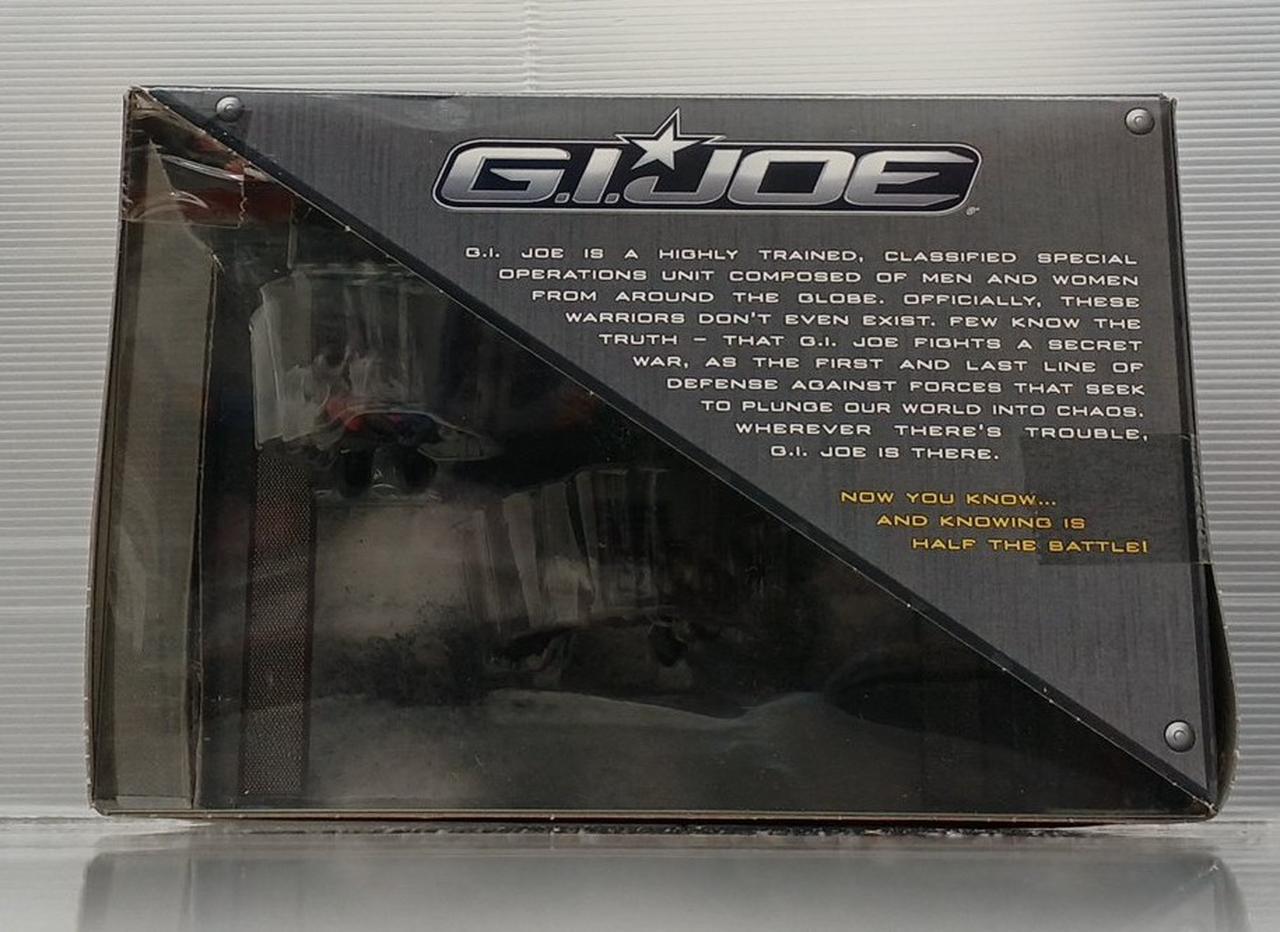 G.I. JOE
G.I. JOE IS A HIGHLY TRAINED, CLASSIFIED SPECIAL
OPERATIONS UNIT COMPOSED OF MEN AND WOMEN
FROM AROUND THE GLOBE. OFFICIALLY, THESE
WARRIORS DON'T EVEN EXIST. FEW KNOW THE
TRUTH – THAT G.I. JOE FIGHTS A SECRET
WAR, AS THE FIRST AND LAST LINE OF
DEFENSE AGAINST FORCES THAT SEEK
TO PLUNGE OUR WORLD INTO CHAOS.
WHEREVER THERE'S TROUBLE,
G.I. JOE IS THERE.
NOW YOU KNOW...
AND KNOWING IS
HALF THE BATTLE!